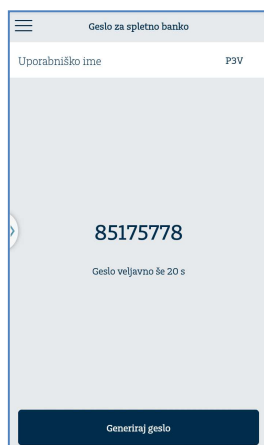 Geslo za spletno banko
Uporabniško ime P3V
85175778
Geslo veljavno še 20 s
Generiraj geslo